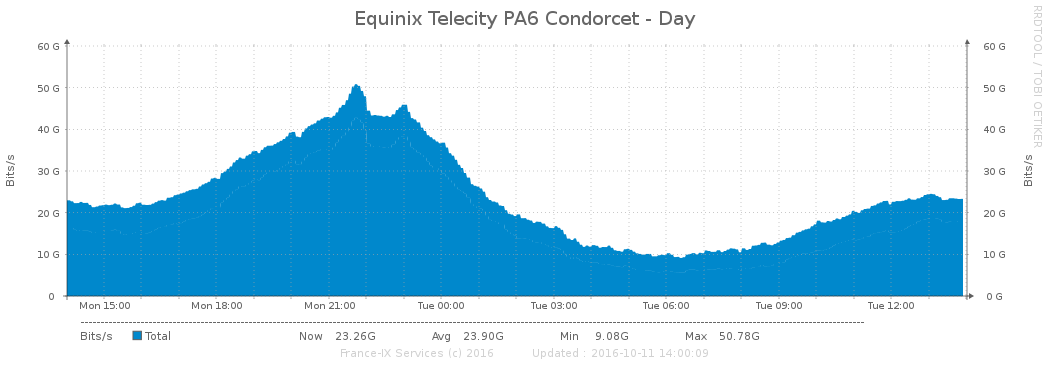 Equinix Telecity PA6 Condorcet - Day
RRDTOOL / TOBI OETIKER
60 G 60 G
50 G 50 G
40 G 40 G
30 G 30 G
20 G 20 G
10 G 10 G
0 0 G
Bits/s Bits/s
Mon 15:00 Mon 18:00 Mon 21:00 Tue 00:00 Tue 03:00 Tue 06:00 Tue 09:00 Tue 12:00
Bits/s Total Now 23.26G Avg 23.90G Min 9.08G Max 50.78G
France-IX Services (c) 2016 Updated : 2016-10-11 14:00:09